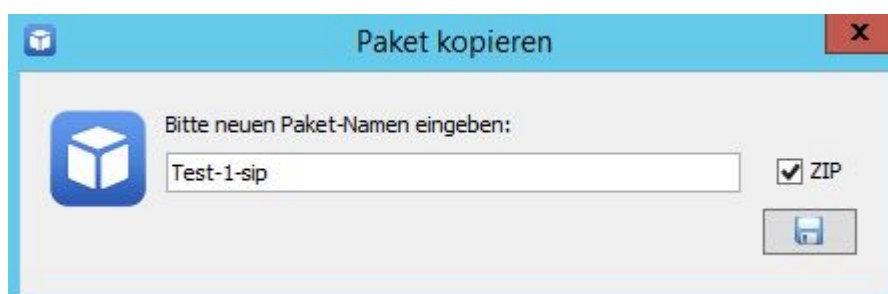 Paket kopieren
x
Bitte neuen Paket-Namen eingeben:
Test-1-sip
ZIP